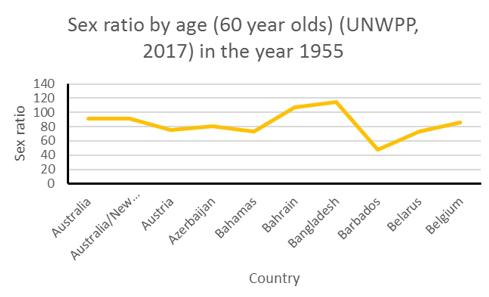 Sex ratio by age (60 year olds) (UNWPP,
2017) in the year 1955
140
120
100
80
60
40
20
0
Sex ratio
Australia
Australia/New...
Austria
Azerbaijan
Bahamas
Bahrain
Bangladesh
Barbados
Belarus
Belgium
Country